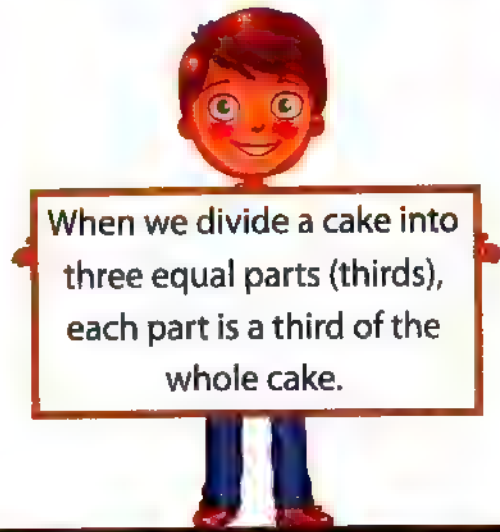 When we divide a cake into
three equal parts (thirds),
each part is a third of the
whole cake.